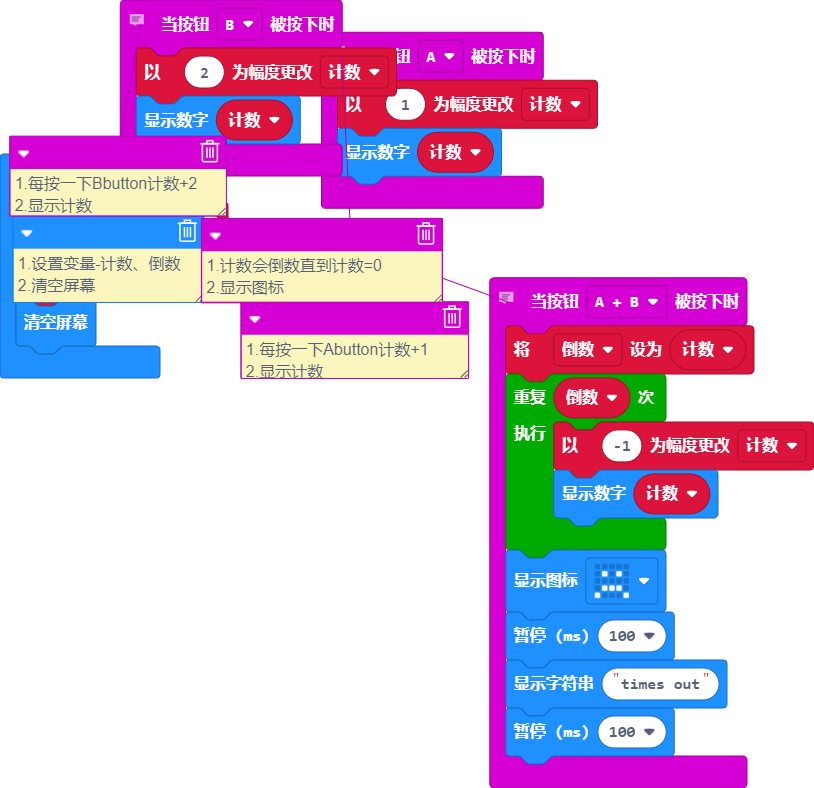 当按钮 B 被按下时
以 2 为幅度更改 计数
显示数字 计数
钮 A 被按下时
以 1 为幅度更改 计数
显示数字 计数
1.每按一下Bbutton计数+2
2.显示计数
1.设置变量-计数、倒数
2.清空屏幕
清空屏幕
1.计数会倒数直到计数=0
2.显示图标
1.每按一下Abutton计数+1
2.显示计数
当按钮 A + B 被按下时
将 倒数 设为 计数
重复 倒数 次
执行
以 -1 为幅度更改 计数
显示数字 计数
显示图标
暂停 (ms) 100
显示字符串 "times out"
暂停 (ms) 100